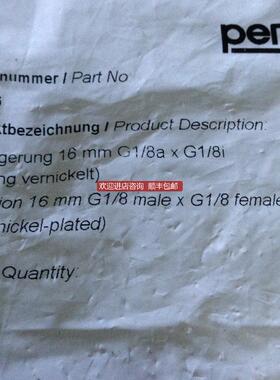 per
nummer / Part No
ktbezeichnung / Product Description:
gerung 16 mm G1/8a x G1/8i
ng vernickelt)
欢迎进店咨询 顺丰包邮
ion 16 mm G1/8 male x G1/8 female
nickel-plated)
Quantity: